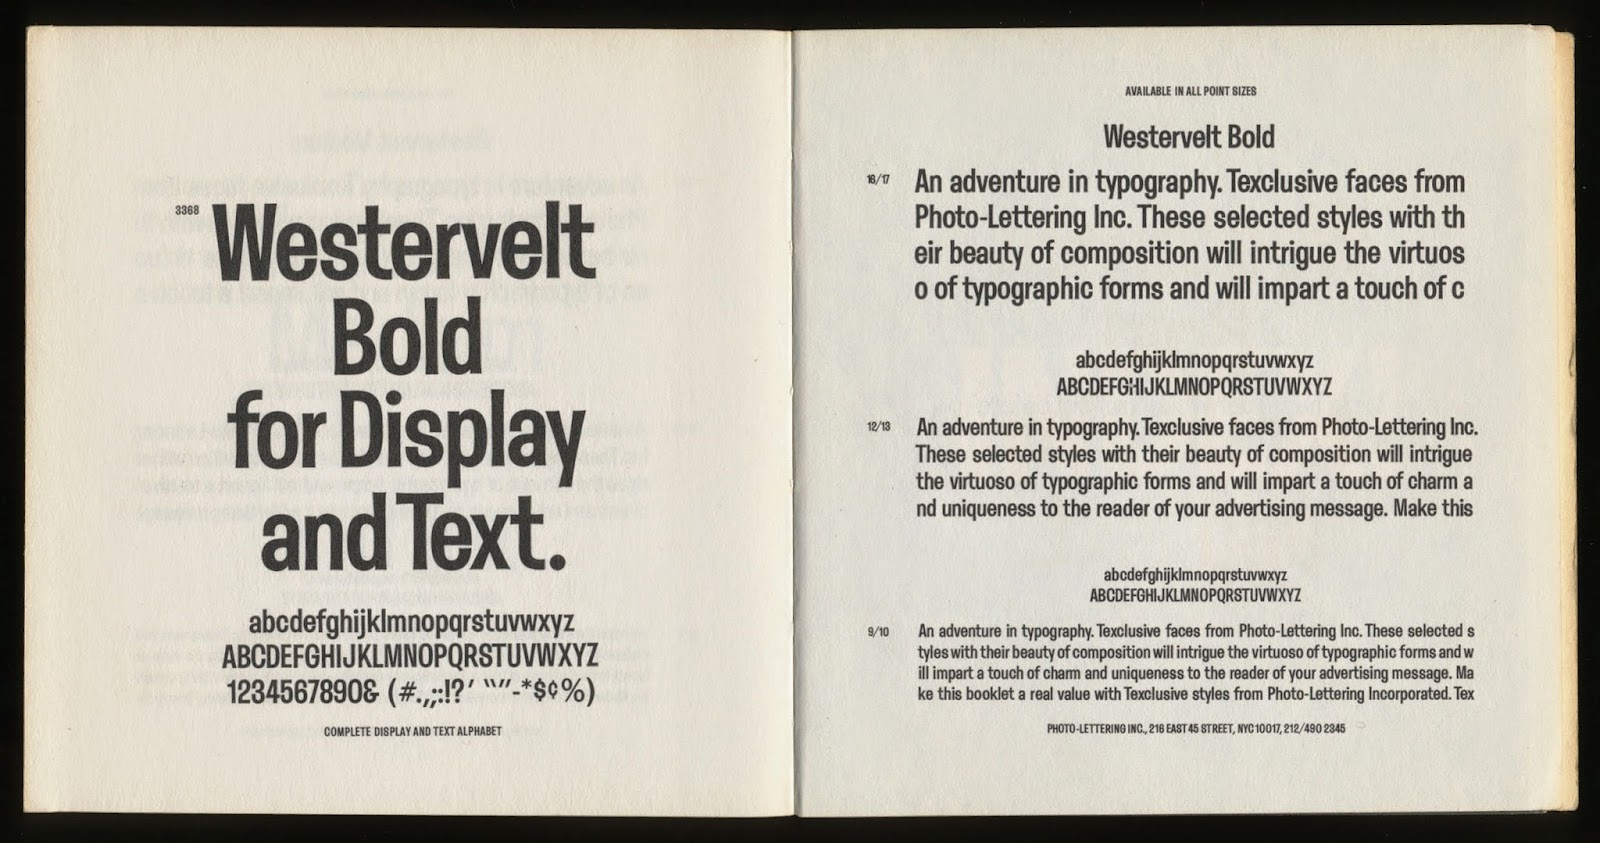 3368
Westervelt
Bold
for Display
and Text.
abcdefghijklmnopqrstuvwxyz
ABCDEFGHIJKLMNOPQRSTUVWXYZ
1234567890& (#.,;:!?’ “”-*$¢%)
COMPLETE DISPLAY AND TEXT ALPHABET
AVAILABLE IN ALL POINT SIZES
Westervelt Bold
16/17
An adventure in typography. Texclusive faces from
Photo-Lettering Inc. These selected styles with th
eir beauty of composition will intrigue the virtuos
o of typographic forms and will impart a touch of c
abcdefghijklmnopqrstuvwxyz
ABCDEFGHIJKLMNOPQRSTUVWXYZ
12/13
An adventure in typography. Texclusive faces from Photo-Lettering Inc.
These selected styles with their beauty of composition will intrigue
the virtuoso of typographic forms and will impart a touch of charm a
nd uniqueness to the reader of your advertising message. Make this
abcdefghijklmnopqrstuvwxyz
ABCDEFGHIJKLMNOPQRSTUVWXYZ
9/10
An adventure in typography. Texclusive faces from Photo-Lettering Inc. These selected s
tyles with their beauty of composition will intrigue the virtuoso of typographic forms and w
ill impart a touch of charm and uniqueness to the reader of your advertising message. Ma
ke this booklet a real value with Texclusive styles from Photo-Lettering Incorporated. Tex
PHOTO-LETTERING INC., 216 EAST 45 STREET, NYC 10017, 212/490 2345